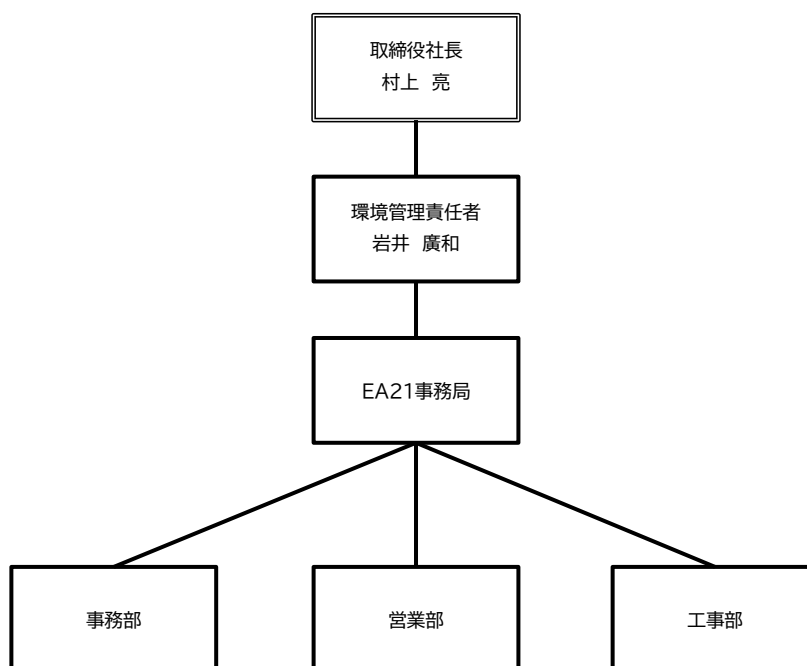 取締役社長
村上 亮
環境管理責任者
岩井 廣和
EA21事務局
事務部
営業部
工事部